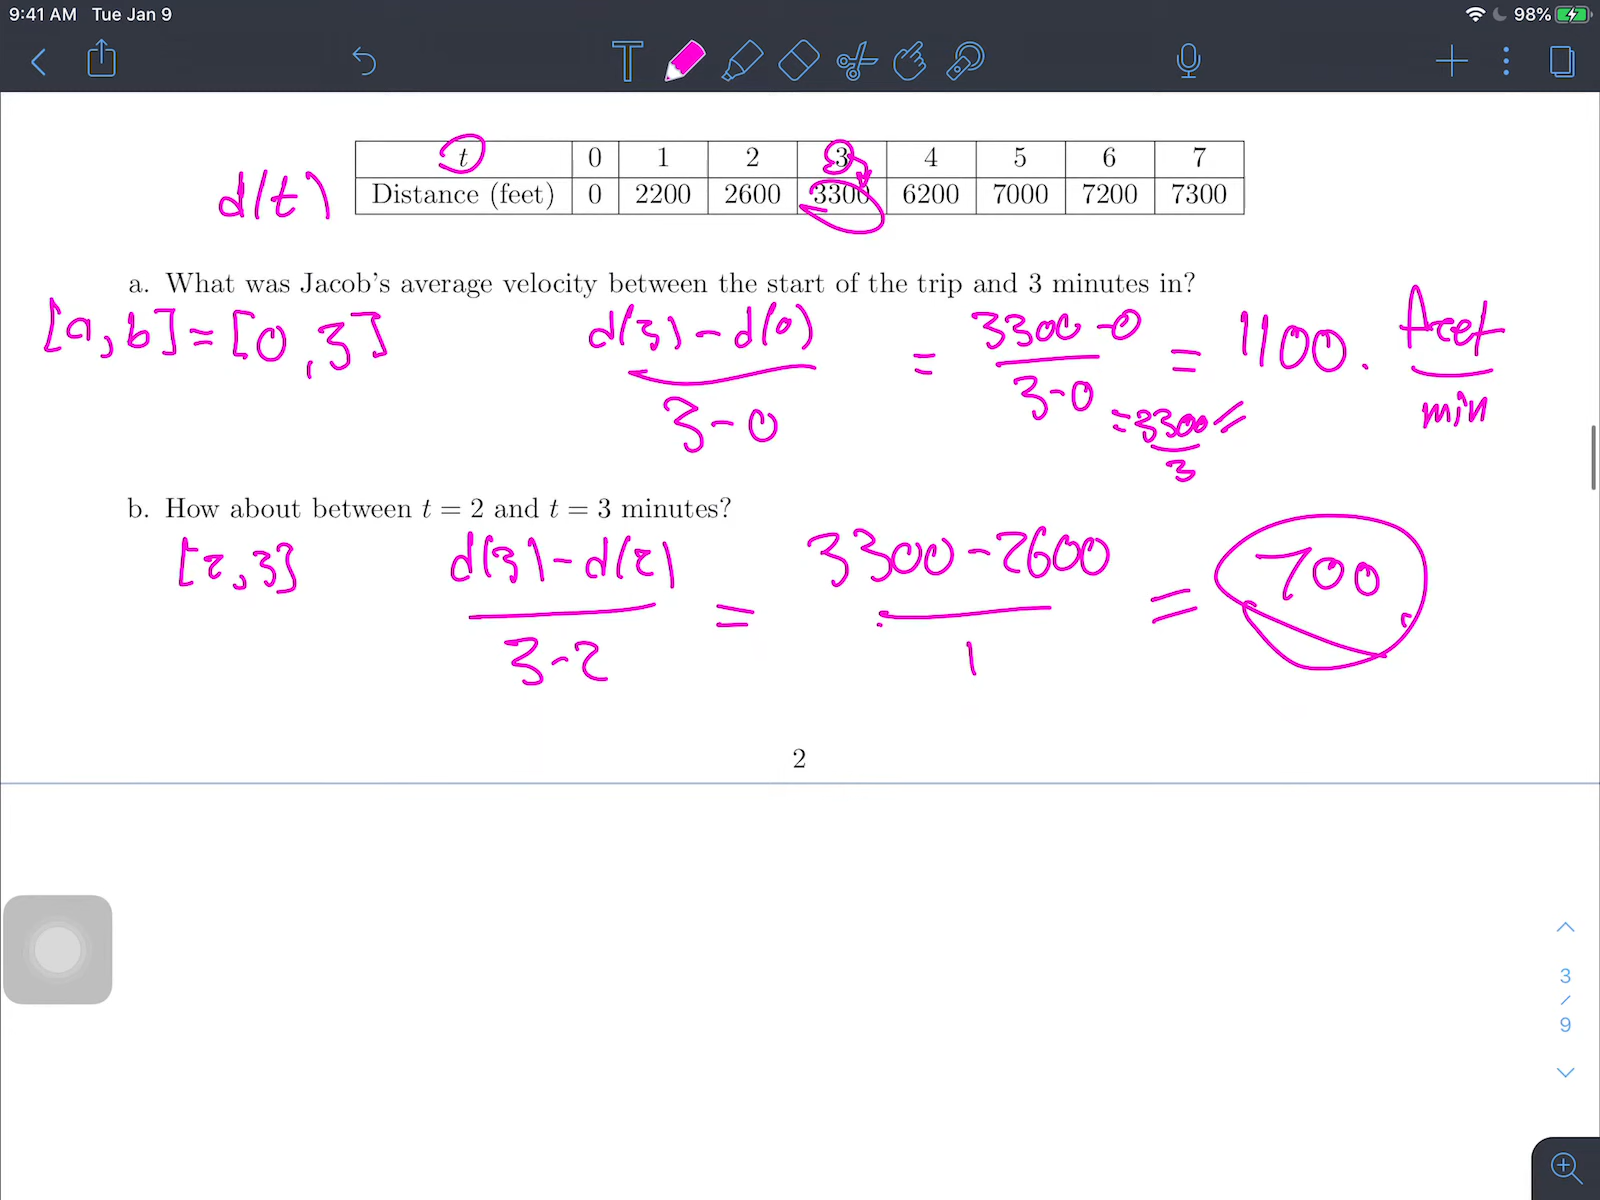 9:41 AM Tue Jan 9 98%
t 0 1 2 3 4 5 6 7
d(t) Distance (feet) 0 2200 2600 3300 6200 7000 7200 7300
a. What was Jacob's average velocity between the start of the trip and 3 minutes in?
[a,b]=[0,3] d(3)-d(0) / 3-0 = 3300-0 / 3-0 = 3300 / 3 = 1100. feet / min
b. How about between t = 2 and t = 3 minutes?
[2,3] d(3)-d(2) / 3-2 = 3300-2600 / 1 = 700
2
3
/
9